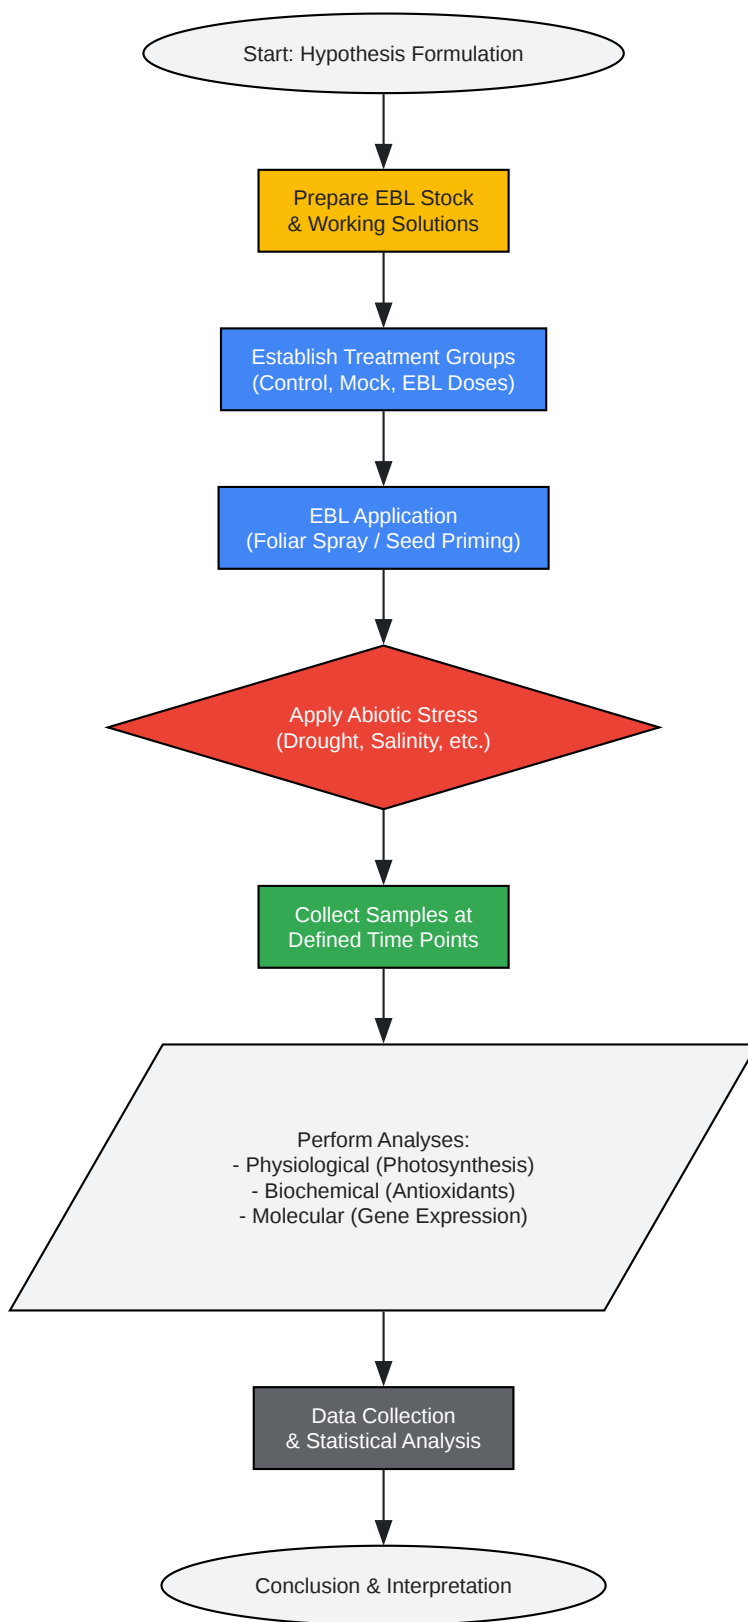 Start: Hypothesis Formulation
Prepare EBL Stock
& Working Solutions
Establish Treatment Groups
(Control, Mock, EBL Doses)
EBL Application
(Foliar Spray / Seed Priming)
Apply Abiotic Stress
(Drought, Salinity, etc.)
Collect Samples at
Defined Time Points
Perform Analyses:
- Physiological (Photosynthesis)
- Biochemical (Antioxidants)
- Molecular (Gene Expression)
Data Collection
& Statistical Analysis
Conclusion & Interpretation